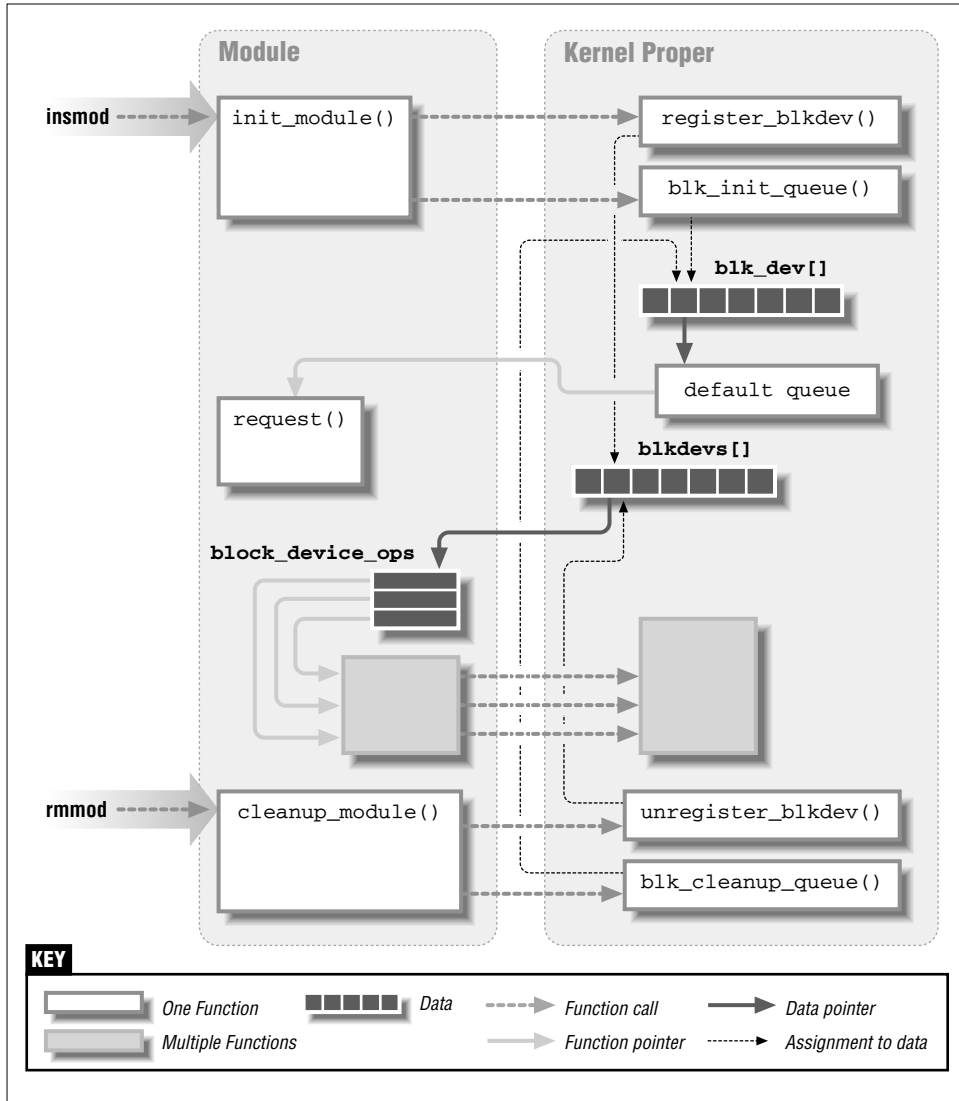 Module
Kernel Proper
insmod
init_module()
register_blkdev()
blk_init_queue()
blk_dev[]
default queue
request()
blkdevs[]
block_device_ops
rmmod
cleanup_module()
unregister_blkdev()
blk_cleanup_queue()
KEY
One Function
Data
Function call
Data pointer
Multiple Functions
Function pointer
Assignment to data